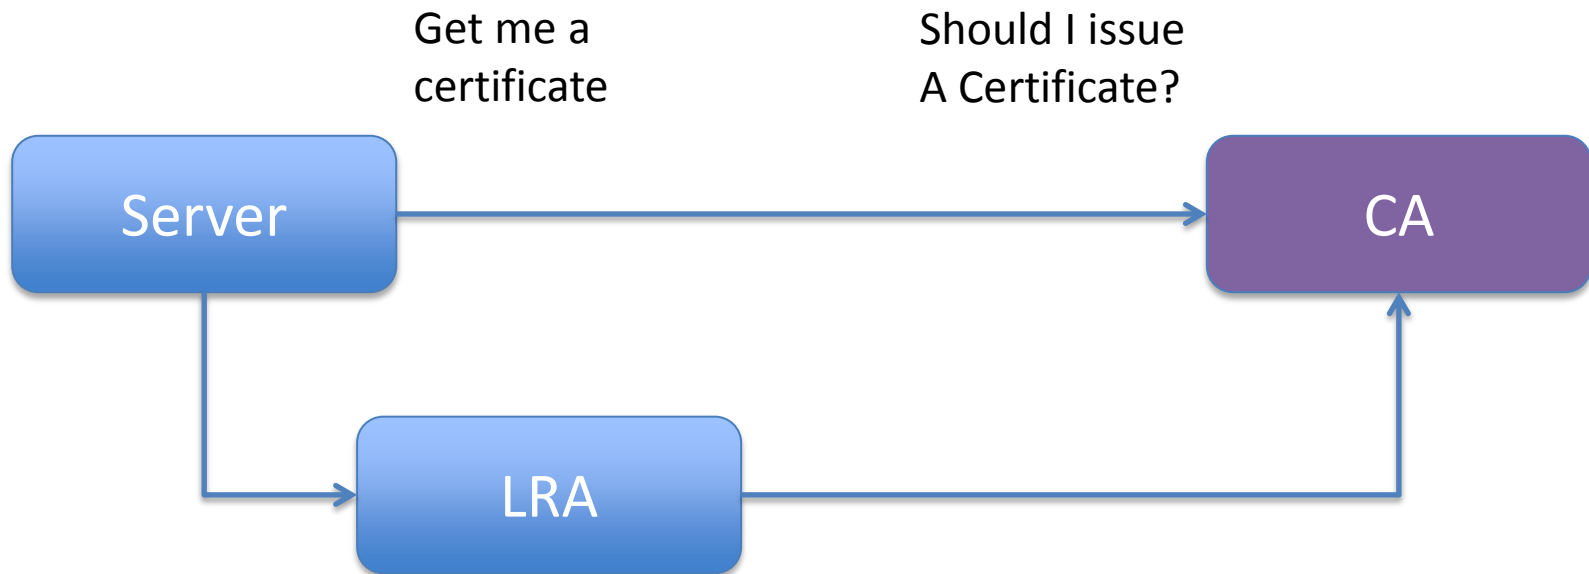 Get me a
certificate
Should I issue
A Certificate?
Server
CA
LRA